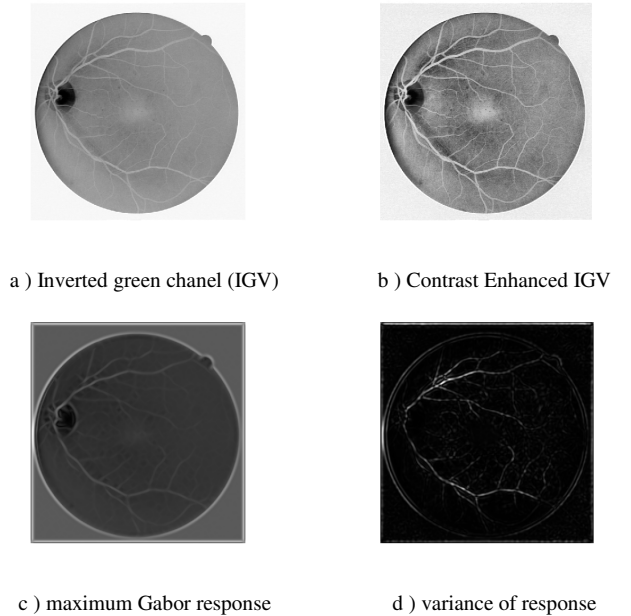 a ) Inverted green chanel (IGV)
b ) Contrast Enhanced IGV
c ) maximum Gabor response
d ) variance of response